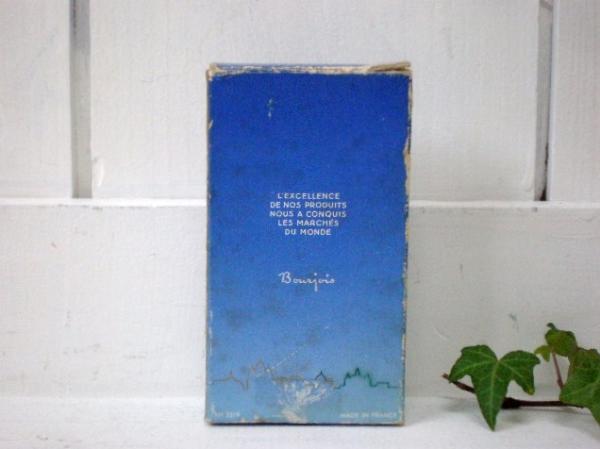 L'EXCELLENCE
DE NOS PRODUITS
NOUS A CONQUIS
LES MARCHÉS
DU MONDE
Bourjois
MADE IN FRANCE